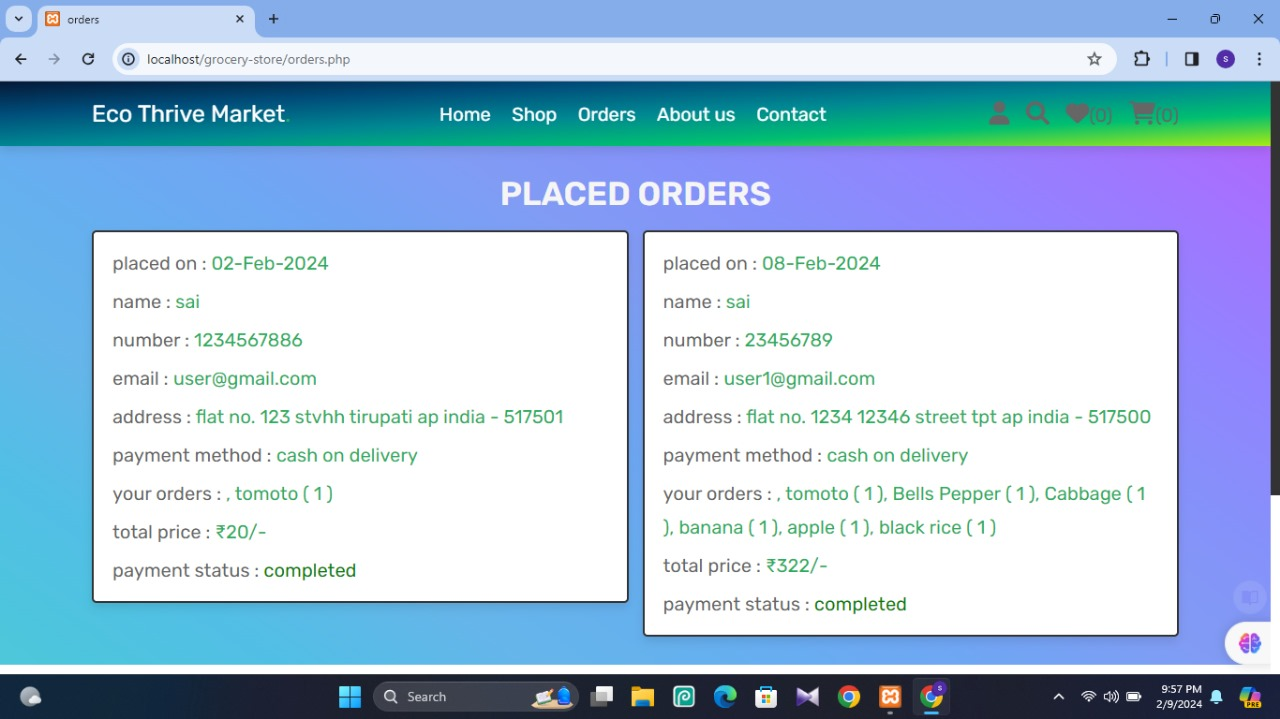 orders
localhost/grocery-store/orders.php
s
Eco Thrive Market.
Home Shop Orders About us Contact
(0) (0)
PLACED ORDERS
placed on : 02-Feb-2024
name : sai
number : 1234567886
email : user@gmail.com
address : flat no. 123 stvhh tirupati ap india - 517501
payment method : cash on delivery
your orders : , tomoto ( 1 )
total price : ₹20/-
payment status : completed
placed on : 08-Feb-2024
name : sai
number : 23456789
email : user1@gmail.com
address : flat no. 1234 12346 street tpt ap india - 517500
payment method : cash on delivery
your orders : , tomoto ( 1 ), Bells Pepper ( 1 ), Cabbage ( 1
), banana ( 1 ), apple ( 1 ), black rice ( 1 )
total price : ₹322/-
payment status : completed
Search
s
9:57 PM
2/9/2024
PRE